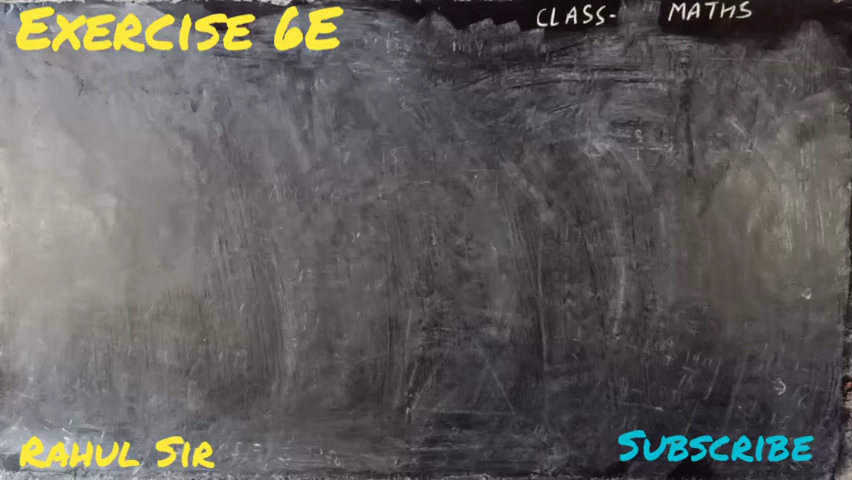 EXERCISE 6E
CLASS- MATHS
RAHUL SIR
SUBSCRIBE